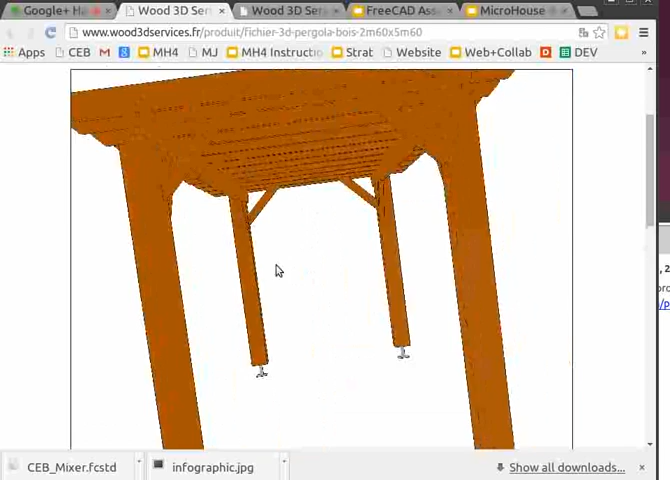 Google+ Ha
Wood 3D Ser
Wood 3D Ser
FreeCAD Ass
MicroHouse
www.wood3dservices.fr/produit/fichier-3d-pergola-bois-2m60x5m60
Apps
CEB
MH4
MJ
MH4 Instructio
Strat
Website
Web+Collab
DEV
»
, 2
CEB_Mixer.fcstd
infographic.jpg
Show all downloads...